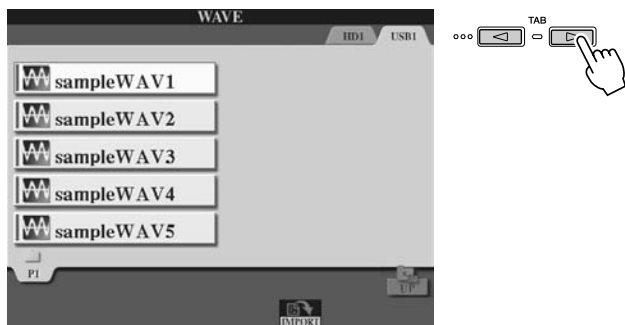 WAVE
HD1 USB1
TAB
sampleWAV1
sampleWAV2
sampleWAV3
sampleWAV4
sampleWAV5
P1
UP
IMPORT